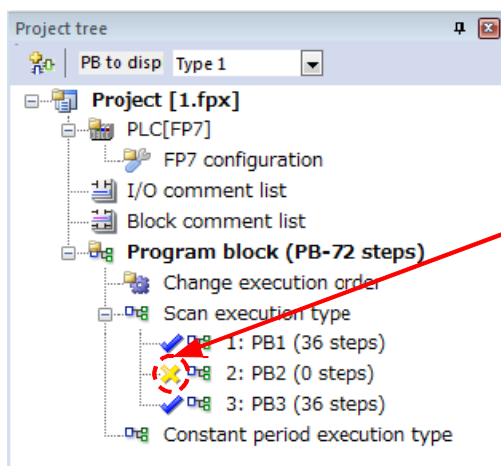 Project tree
PB to disp Type 1
Project [1.fpx]
PLC[FP7]
FP7 configuration
I/O comment list
Block comment list
Program block (PB-72 steps)
Change execution order
Scan execution type
1: PB1 (36 steps)
2: PB2 (0 steps)
3: PB3 (36 steps)
Constant period execution type